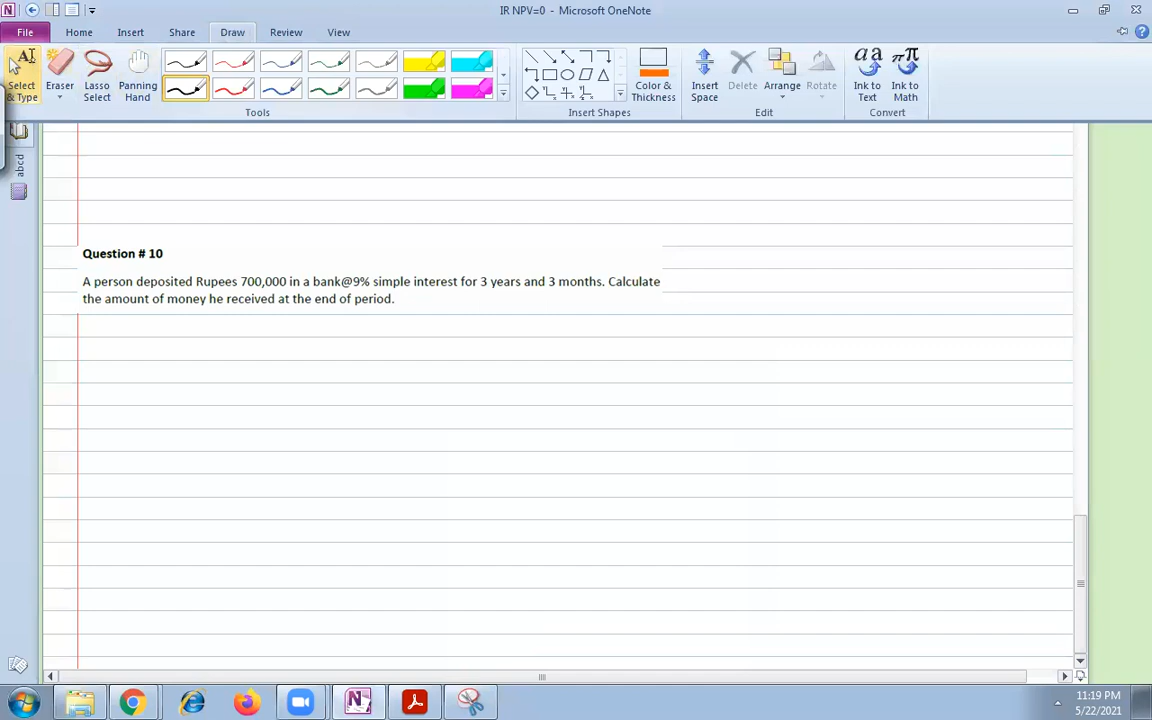 IR NPV=0 - Microsoft OneNote
File Home Insert Share Draw Review View
Select & Type
Eraser
Lasso Select
Panning Hand
Color & Thickness
Insert Space
Delete
Arrange
Rotate
Ink to Text
Ink to Math
Tools
Insert Shapes
Edit
Convert
abcd
Question # 10
A person deposited Rupees 700,000 in a bank@9% simple interest for 3 years and 3 months. Calculate
the amount of money he received at the end of period.
11:19 PM
5/22/2021